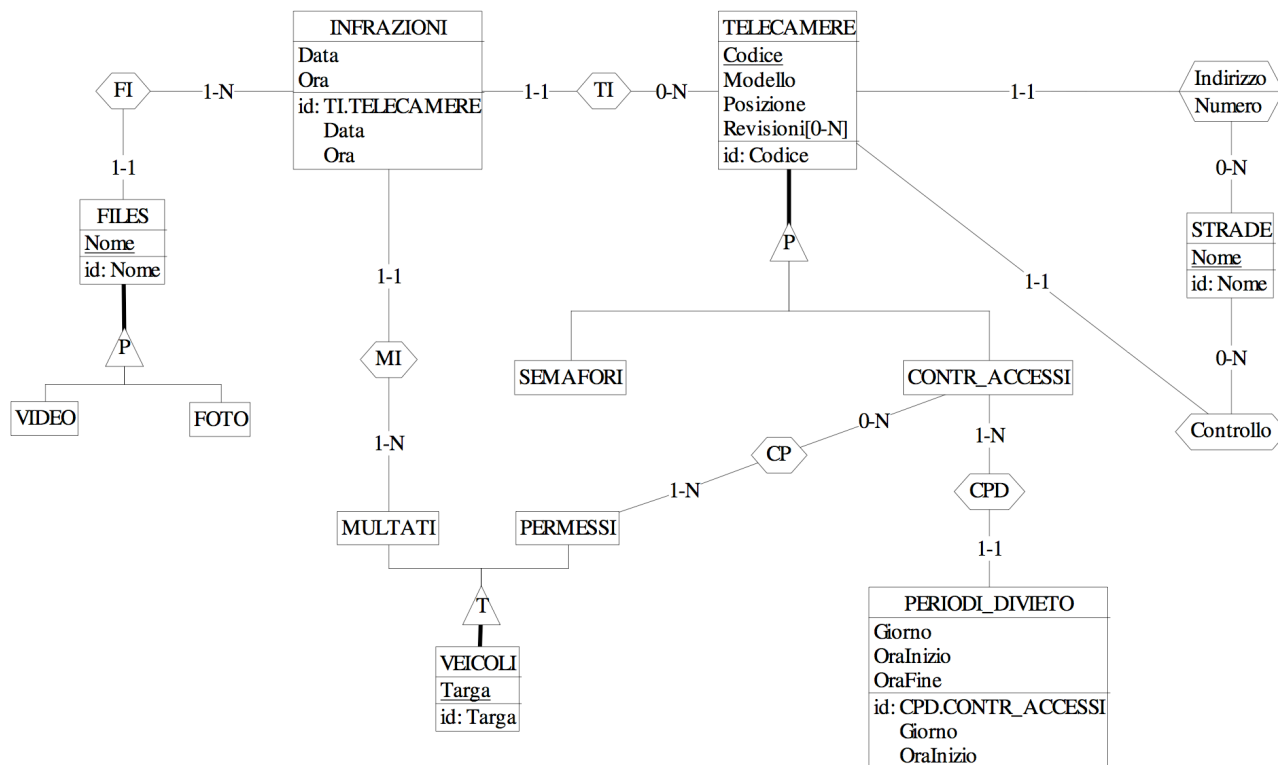 INFRAZIONI
Data
Ora
id: TI.TELECAMERE
Data
Ora
TELECAMERE
Codice
Modello
Posizione
Revisioni[0-N]
id: Codice
FI
1-N
1-1
TI
0-N
1-1
Indirizzo
Numero
1-1
FILES
Nome
id: Nome
P
VIDEO
FOTO
1-1
MI
1-N
P
SEMAFORI
CONTR_ACCESSI
1-1
0-N
STRADE
Nome
id: Nome
0-N
Controllo
0-N
CP
1-N
1-N
CPD
1-1
MULTATI
PERMESSI
T
VEICOLI
Targa
id: Targa
PERIODI_DIVIETO
Giorno
OraInizio
OraFine
id: CPD.CONTR_ACCESSI
Giorno
OraInizio